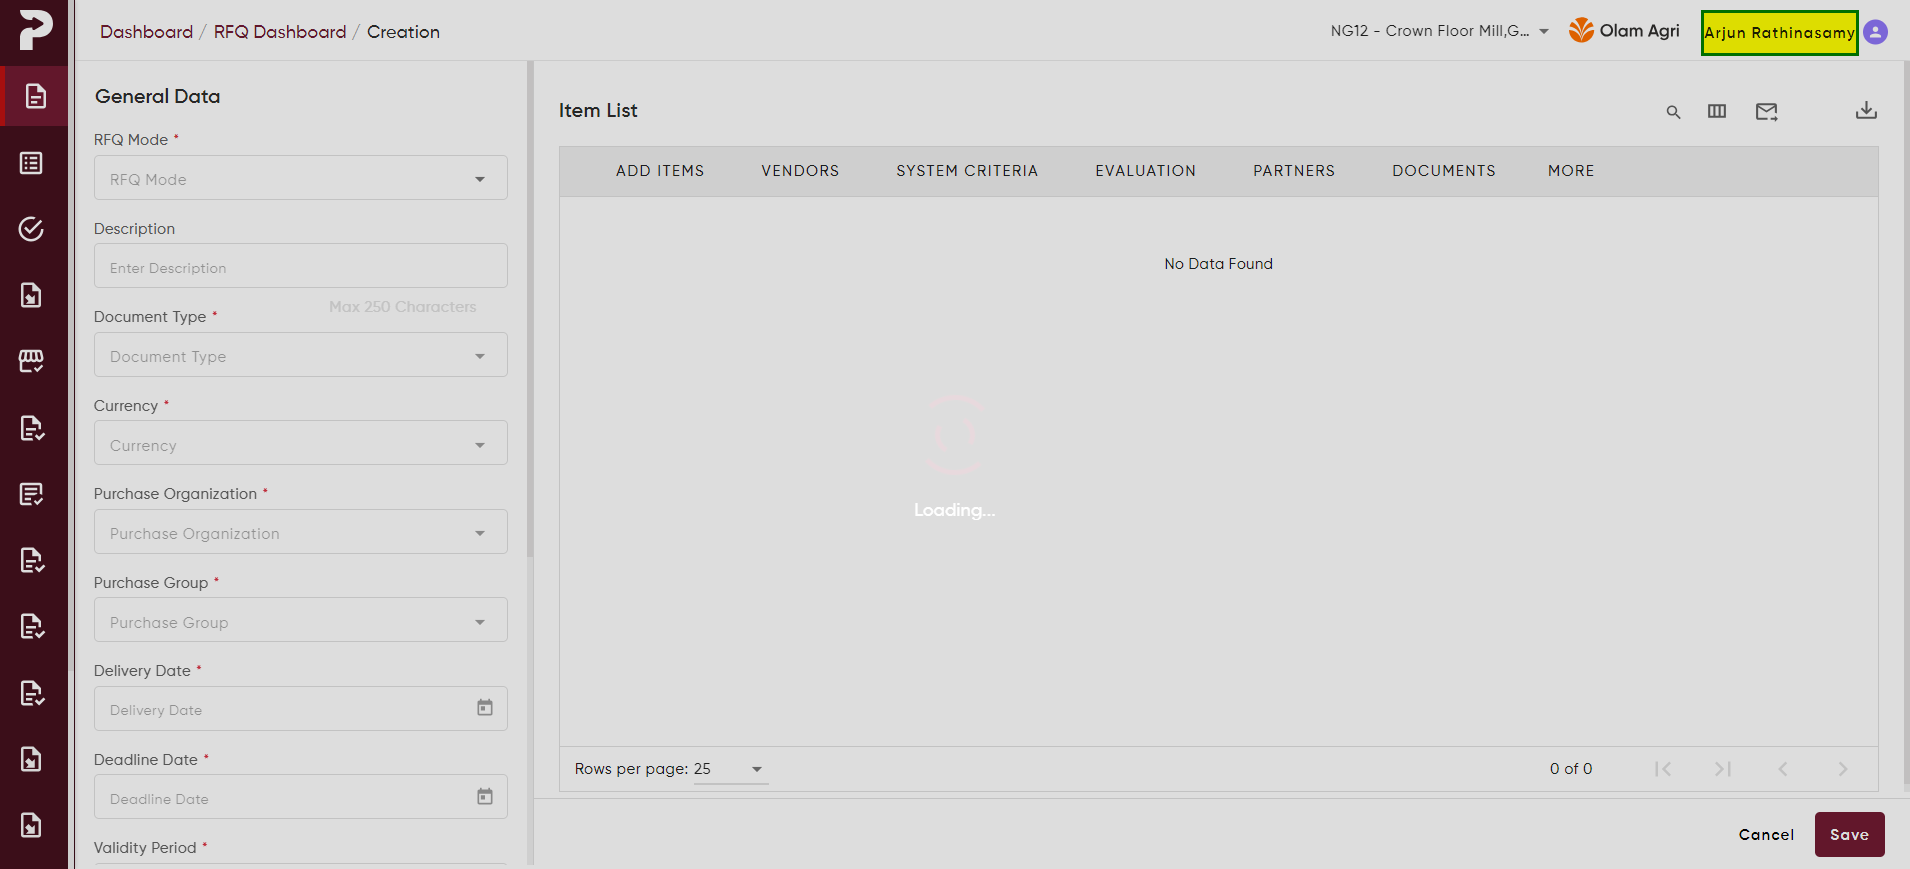 Dashboard / RFQ Dashboard / Creation
NG12 - Crown Floor Mill,G...
Olam Agri
Arjun Rathinasamy
General Data
RFQ Mode *
RFQ Mode
Description
Enter Description
Max 250 Characters
Document Type *
Document Type
Currency *
Currency
Purchase Organization *
Purchase Organization
Purchase Group *
Purchase Group
Delivery Date *
Delivery Date
Deadline Date *
Deadline Date
Validity Period *
Item List
ADD ITEMS VENDORS SYSTEM CRITERIA EVALUATION PARTNERS DOCUMENTS MORE
No Data Found
Loading...
Rows per page: 25
0 of 0
Cancel
Save